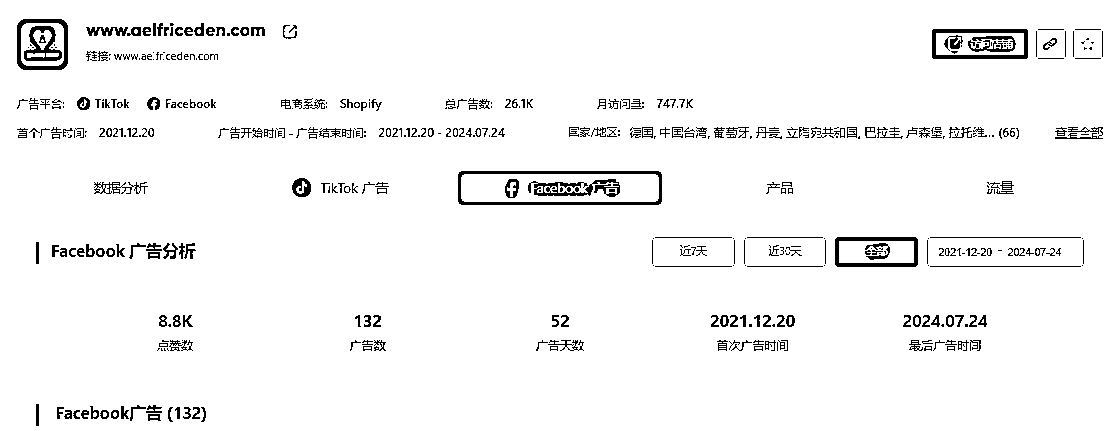 www.aelfriceden.com
链接: www.aelfriceden.com
访问店铺
广告平台: TikTok Facebook 电商系统: Shopify 总广告数: 26.1K 月访问量: 747.7K
首个广告时间: 2021.12.20 广告开始时间 - 广告结束时间: 2021.12.20 - 2024.07.24 国家/地区: 德国, 中国台湾, 葡萄牙, 丹麦, 立陶宛共和国, 巴拉圭, 卢森堡, 拉托维... (66) 查看全部
数据分析 TikTok 广告 Facebook 广告 产品 流量
Facebook 广告分析 近7天 近30天 全部 2021-12-20 - 2024-07-24
8.8K 132 52 2021.12.20 2024.07.24
点赞数 广告数 广告天数 首次广告时间 最后广告时间
Facebook广告 (132)